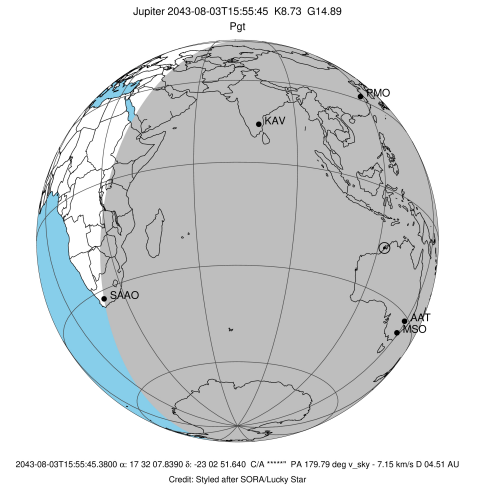 Jupiter 2043-08-03T15:55:45 K8.73 G14.89
Pgt
PMO
KAV
SAAO
AAT
MSO
2043-08-03T15:55:45.3800 α: 17 32 07.8390 δ: -23 02 51.640 C/A *****" PA 179.79 deg v_sky - 7.15 km/s D 04.51 AU
Credit: Styled after SORA/Lucky Star